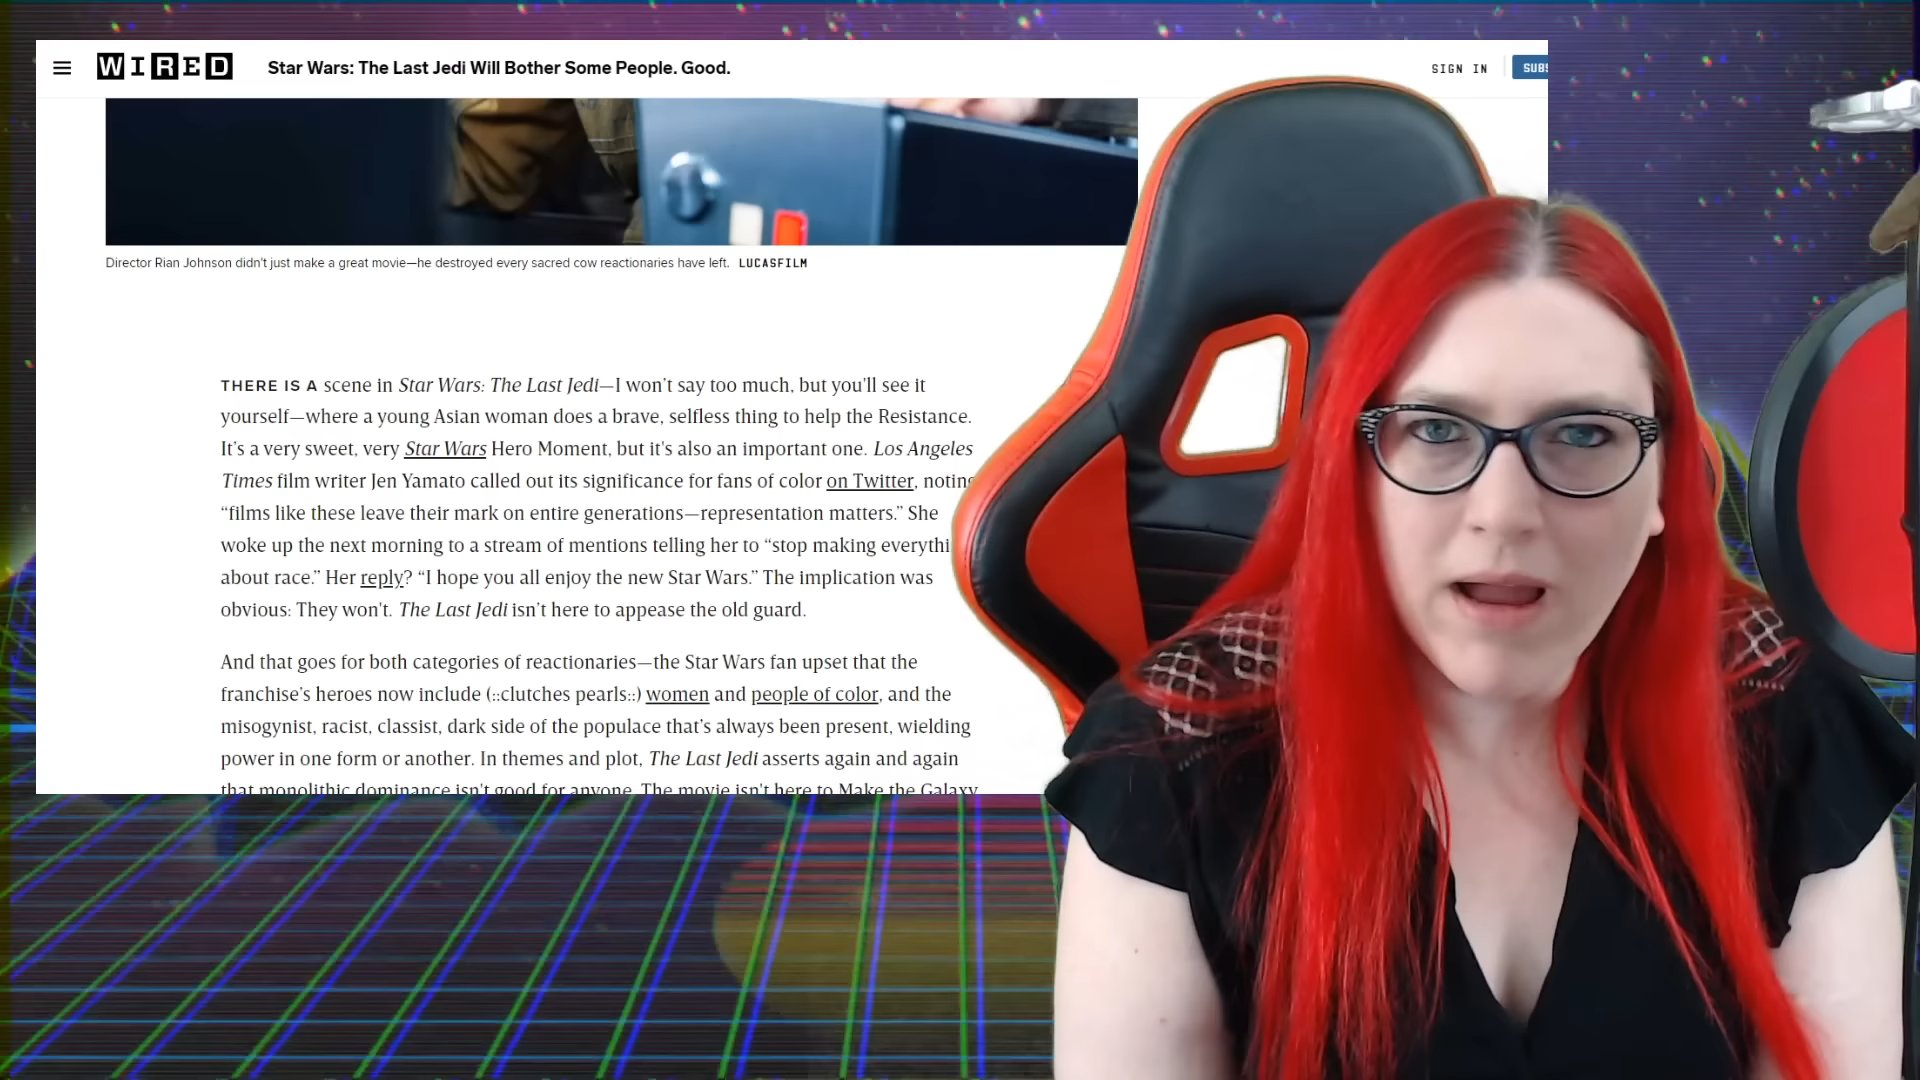 WIRED
Star Wars: The Last Jedi Will Bother Some People. Good.
SIGN IN
SUBS
Director Rian Johnson didn't just make a great movie—he destroyed every sacred cow reactionaries have left. LUCASFILM
THERE IS A scene in Star Wars: The Last Jedi—I won't say too much, but you'll see it
yourself—where a young Asian woman does a brave, selfless thing to help the Resistance.
It's a very sweet, very Star Wars Hero Moment, but it's also an important one. Los Angeles
Times film writer Jen Yamato called out its significance for fans of color on Twitter, noting
“films like these leave their mark on entire generations—representation matters.” She
woke up the next morning to a stream of mentions telling her to “stop making everythi
about race.” Her reply? “I hope you all enjoy the new Star Wars.” The implication was
obvious: They won't. The Last Jedi isn’t here to appease the old guard.
And that goes for both categories of reactionaries—the Star Wars fan upset that the
franchise’s heroes now include (::clutches pearls::) women and people of color, and the
misogynist, racist, classist, dark side of the populace that’s always been present, wielding
power in one form or another. In themes and plot, The Last Jedi asserts again and again
that monolithic dominance isn't good for anyone. The movie isn't here to Make the Galaxy